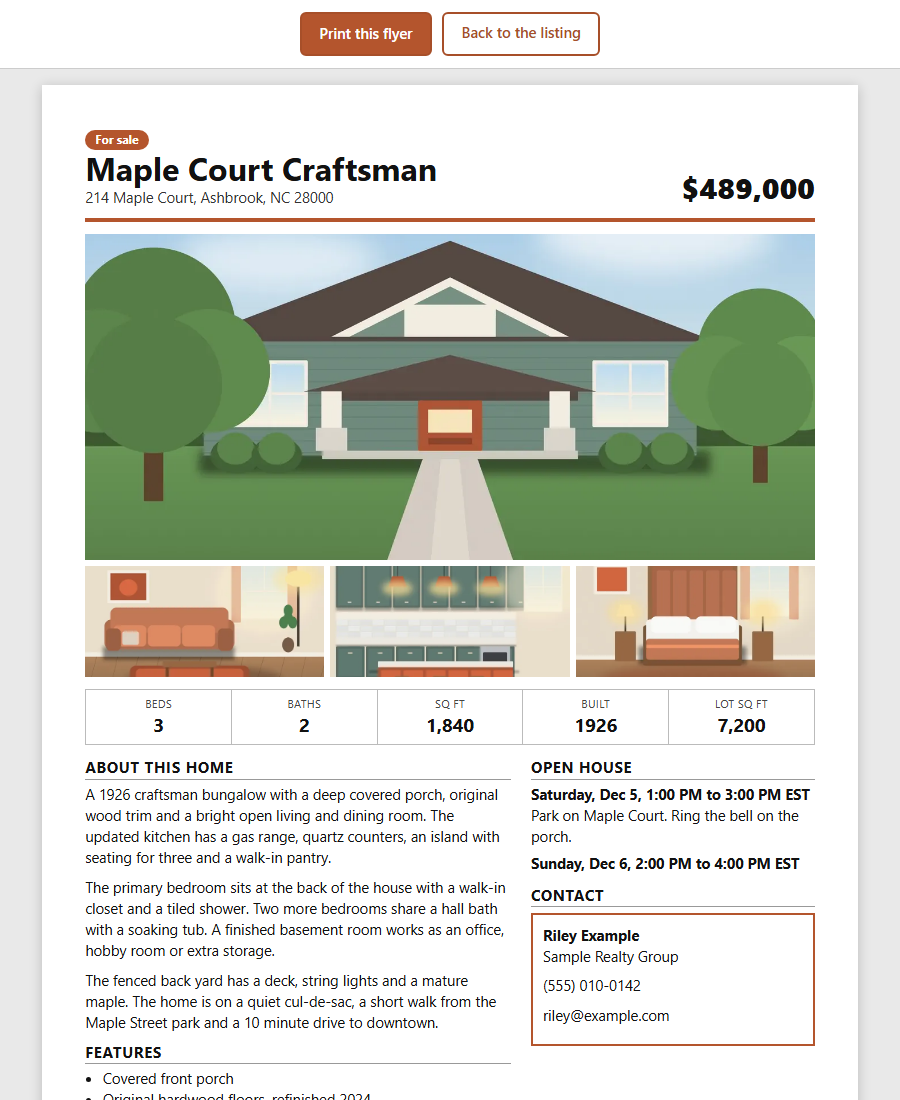 Print this flyer
Back to the listing
For sale
Maple Court Craftsman
214 Maple Court, Ashbrook, NC 28000
$489,000
BEDS
3
BATHS
2
SQ FT
1,840
BUILT
1926
LOT SQ FT
7,200
ABOUT THIS HOME
A 1926 craftsman bungalow with a deep covered porch, original
wood trim and a bright open living and dining room. The
updated kitchen has a gas range, quartz counters, an island with
seating for three and a walk-in pantry.
The primary bedroom sits at the back of the house with a walk-in
closet and a tiled shower. Two more bedrooms share a hall bath
with a soaking tub. A finished basement room works as an office,
hobby room or extra storage.
The fenced back yard has a deck, string lights and a mature
maple. The home is on a quiet cul-de-sac, a short walk from the
Maple Street park and a 10 minute drive to downtown.
FEATURES
Covered front porch
Original hardwood floors, refinished 2024
OPEN HOUSE
Saturday, Dec 5, 1:00 PM to 3:00 PM EST
Park on Maple Court. Ring the bell on the
porch.
Sunday, Dec 6, 2:00 PM to 4:00 PM EST
CONTACT
Riley Example
Sample Realty Group
(555) 010-0142
riley@example.com